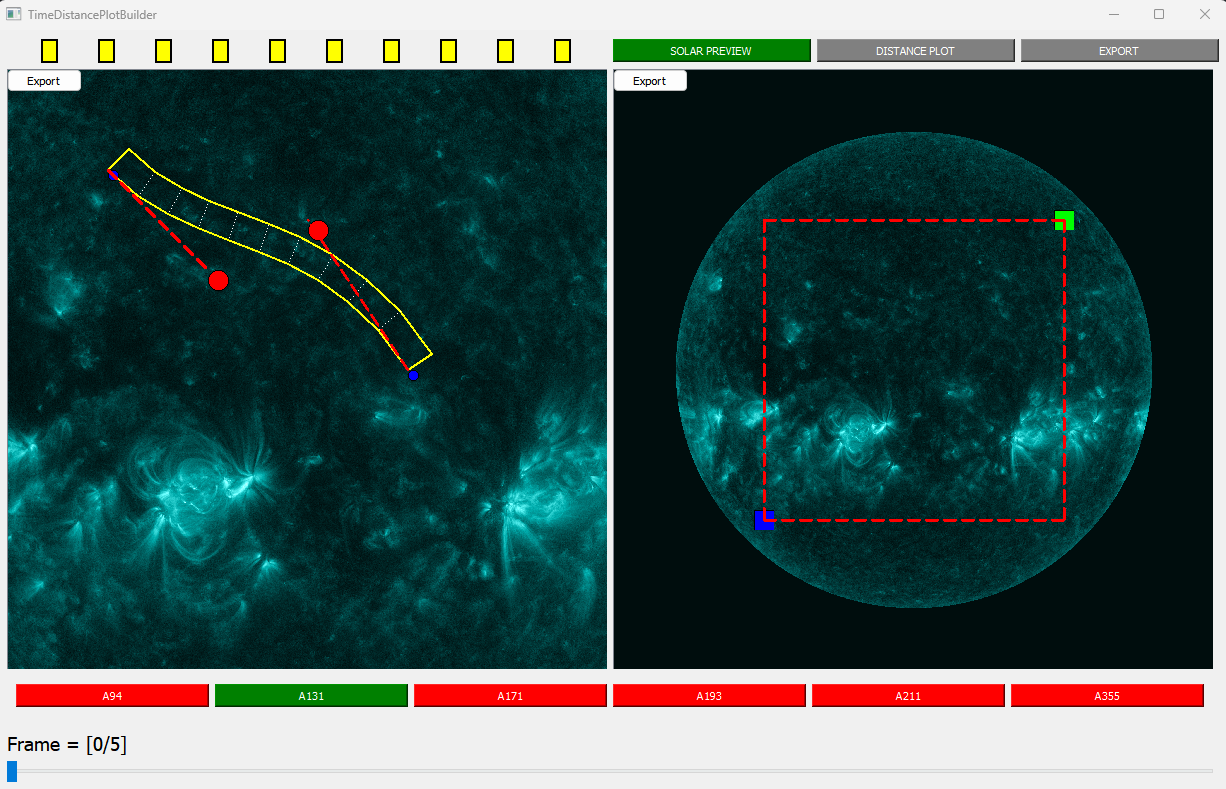 TimeDistancePlotBuilder
SOLAR PREVIEW
DISTANCE PLOT
EXPORT
Export
Export
A94
A131
A171
A193
A211
A355
Frame = [0/5]